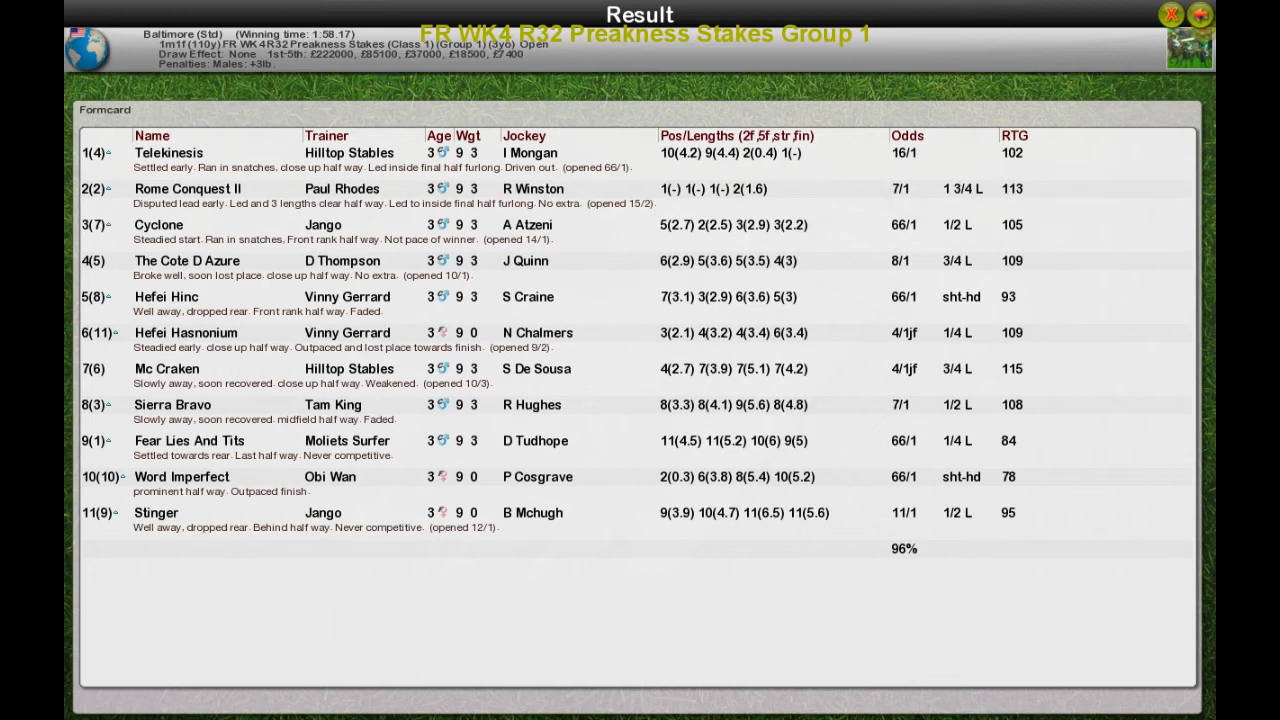 Result
FR WK4 R32 Preakness Stakes Group 1
Baltimore (Std) (Winning time: 1:58.17)
1m1f (110y) FR WK 4 R32 Preakness Stakes (Class 1) (Group 1) (3yo) Open
Draw Effect: None 1st-5th: £222000, £85100, £37000, £18500, £7400
Penalties: Males: +3lb.
Formcard
Name Trainer Age Wgt Jockey Pos/Lengths (2f,5f,str,fin) Odds RTG
1(4) Telekinesis Hilltop Stables 3 9 3 I Mongan 10(4.2) 9(4.4) 2(0.4) 1(-) 16/1 102
Settled early. Ran in snatches, close up half way. Led inside final half furlong. Driven out. (opened 66/1).
2(2) Rome Conquest II Paul Rhodes 3 9 3 R Winston 1(-) 1(-) 1(-) 2(1.6) 7/1 1 3/4 L 113
Disputed lead early. Led and 3 lengths clear half way. Led to inside final half furlong. No extra. (opened 15/2).
3(7) Cyclone Jango 3 9 3 A Atzeni 5(2.7) 2(2.5) 3(2.9) 3(2.2) 66/1 1/2 L 105
Steadied start. Ran in snatches, Front rank half way. Not pace of winner. (opened 14/1).
4(5) The Cote D Azure D Thompson 3 9 3 J Quinn 6(2.9) 5(3.6) 5(3.5) 4(3) 8/1 3/4 L 109
Broke well, soon lost place. close up half way. No extra. (opened 10/1).
5(8) Hefei Hinc Vinny Gerrard 3 9 3 S Craine 7(3.1) 3(2.9) 6(3.6) 5(3) 66/1 sht-hd 93
Well away, dropped rear. Front rank half way. Faded.
6(11) Hefei Hasnonium Vinny Gerrard 3 9 0 N Chalmers 3(2.1) 4(3.2) 4(3.4) 6(3.4) 4/1jf 1/4 L 109
Steadied early. close up half way. Outpaced and lost place towards finish. (opened 9/2).
7(6) Mc Craken Hilltop Stables 3 9 3 S De Sousa 4(2.7) 7(3.9) 7(5.1) 7(4.2) 4/1jf 3/4 L 115
Slowly away, soon recovered. close up half way. Weakened. (opened 10/3).
8(3) Sierra Bravo Tam King 3 9 3 R Hughes 8(3.3) 8(4.1) 9(5.6) 8(4.8) 7/1 1/2 L 108
Slowly away, soon recovered. midfield half way. Faded.
9(1) Fear Lies And Tits Moliets Surfer 3 9 3 D Tudhope 11(4.5) 11(5.2) 10(6) 9(5) 66/1 1/4 L 84
Settled towards rear. Last half way. Never competitive.
10(10) Word Imperfect Obi Wan 3 9 0 P Cosgrave 2(0.3) 6(3.8) 8(5.4) 10(5.2) 66/1 sht-hd 78
prominent half way. Outpaced finish.
11(9) Stinger Jango 3 9 0 B Mchugh 9(3.9) 10(4.7) 11(6.5) 11(5.6) 11/1 1/2 L 95
Well away, dropped rear. Behind half way. Never competitive. (opened 12/1).
96%